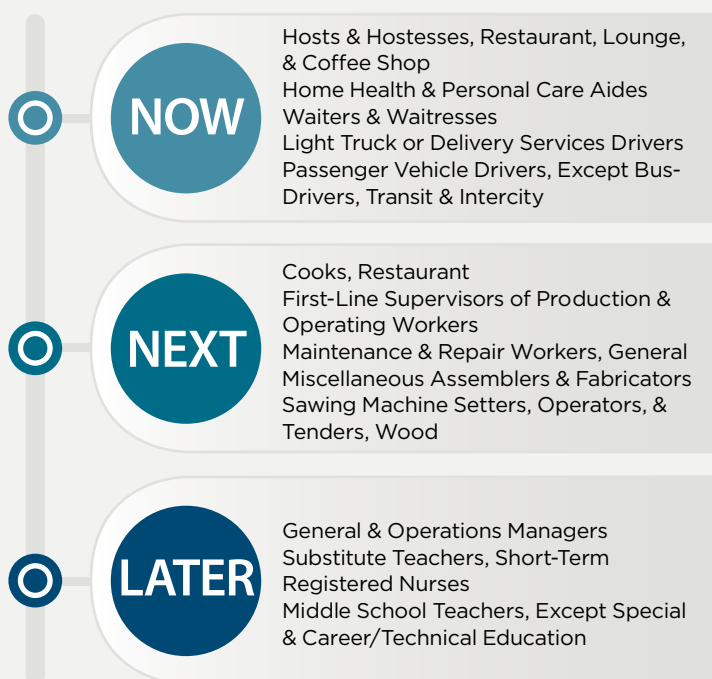 NOW
Hosts & Hostesses, Restaurant, Lounge,
& Coffee Shop
Home Health & Personal Care Aides
Waiters & Waitresses
Light Truck or Delivery Services Drivers
Passenger Vehicle Drivers, Except Bus-
Drivers, Transit & Intercity
NEXT
Cooks, Restaurant
First-Line Supervisors of Production &
Operating Workers
Maintenance & Repair Workers, General
Miscellaneous Assemblers & Fabricators
Sawing Machine Setters, Operators, &
Tenders, Wood
LATER
General & Operations Managers
Substitute Teachers, Short-Term
Registered Nurses
Middle School Teachers, Except Special
& Career/Technical Education